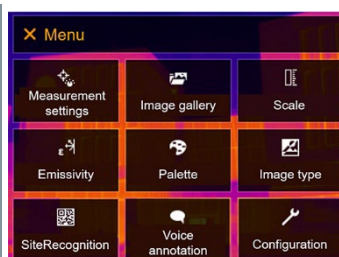 Menu
Measurement
settings
Image gallery
Scale
Emissivity
Palette
Image type
SiteRecognition
Voice
annotation
Configuration